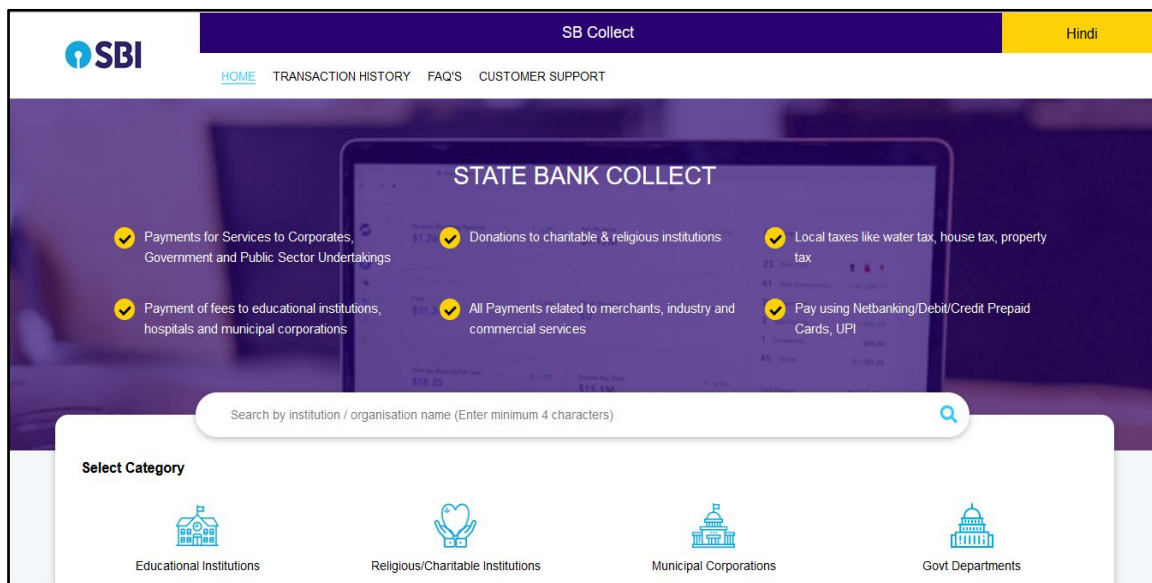 SBI
SB Collect
Hindi
HOME TRANSACTION HISTORY FAQ'S CUSTOMER SUPPORT
STATE BANK COLLECT
Payments for Services to Corporates,
Government and Public Sector Undertakings
Donations to charitable & religious institutions
Local taxes like water tax, house tax, property
tax
Payment of fees to educational institutions,
hospitals and municipal corporations
All Payments related to merchants, industry and
commercial services
Pay using Netbanking/Debit/Credit Prepaid
Cards, UPI
$58.25
$15.1M
Search by institution / organisation name (Enter minimum 4 characters)
Select Category
Educational Institutions
Religious/Charitable Institutions
Municipal Corporations
Govt Departments